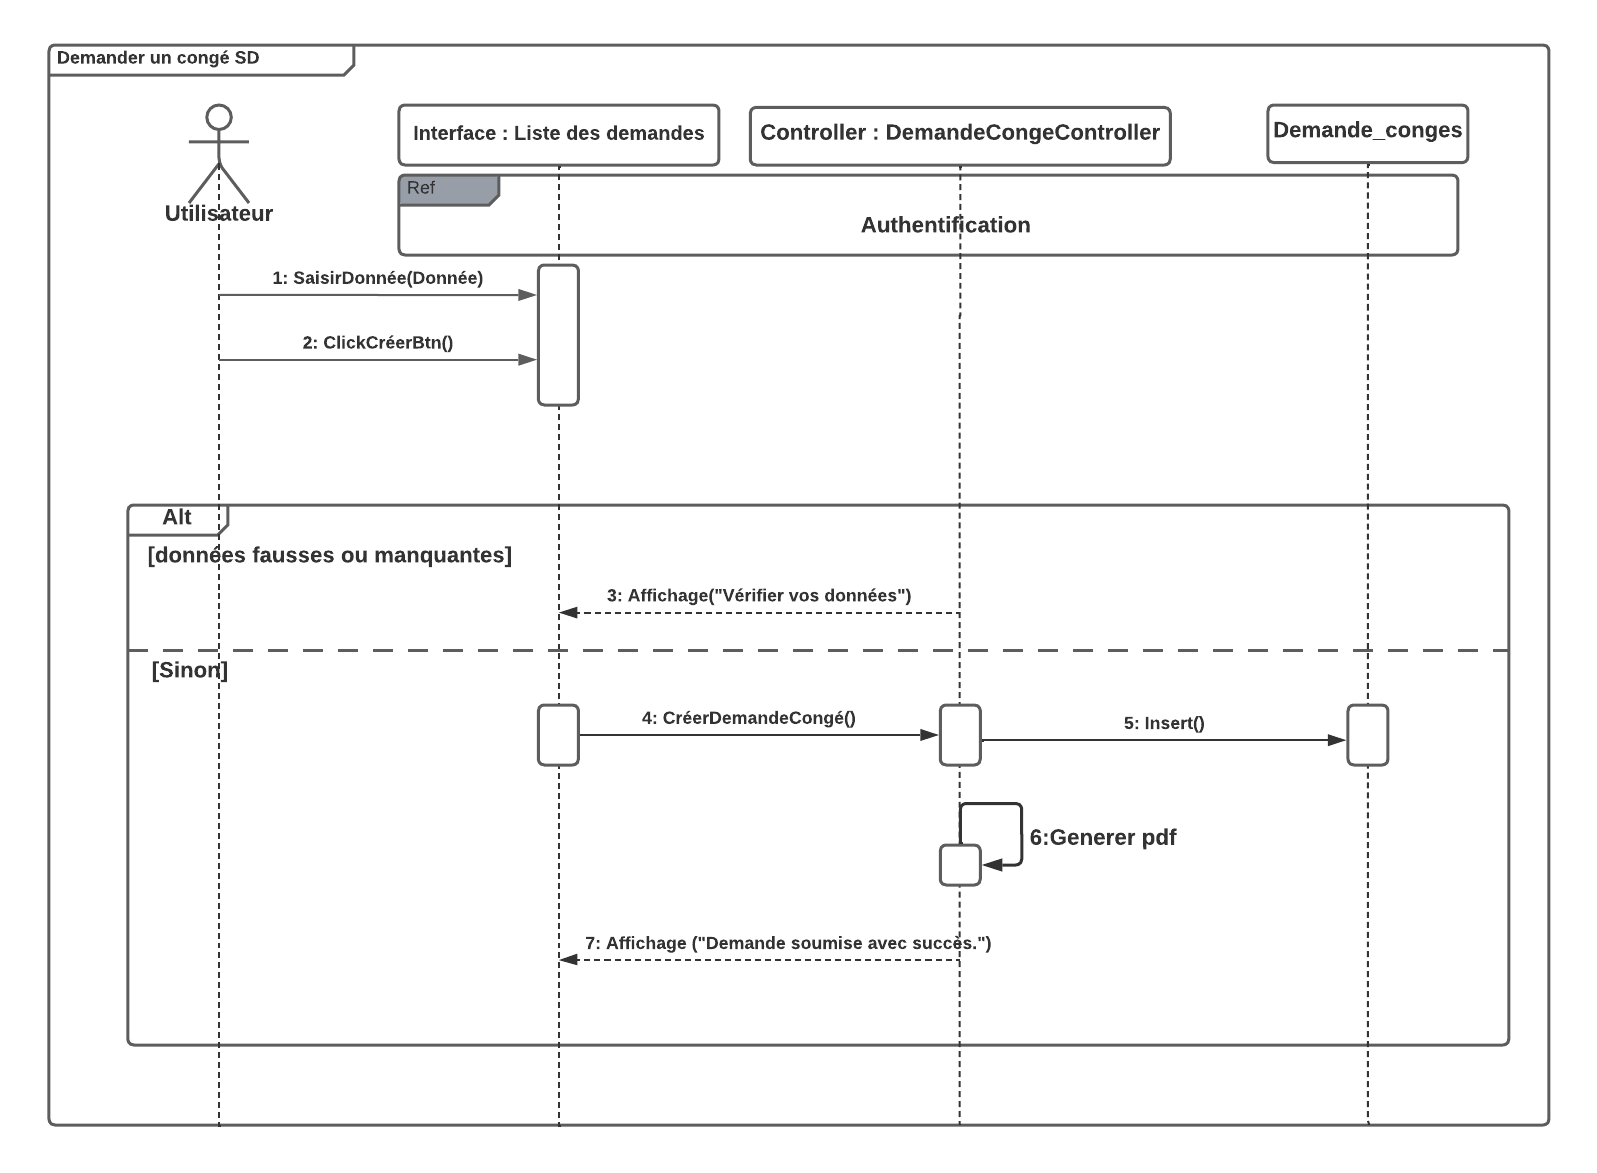 Demander un congé SD
Utilisateur
Interface : Liste des demandes
Controller : DemandeCongeController
Demande_conges
Ref
Authentification
1: SaisirDonnée(Donnée)
2: ClickCréerBtn()
Alt
[données fausses ou manquantes]
3: Affichage("Vérifier vos données")
[Sinon]
4: CréerDemandeCongé()
5: Insert()
6:Generer pdf
7: Affichage ("Demande soumise avec succès.")